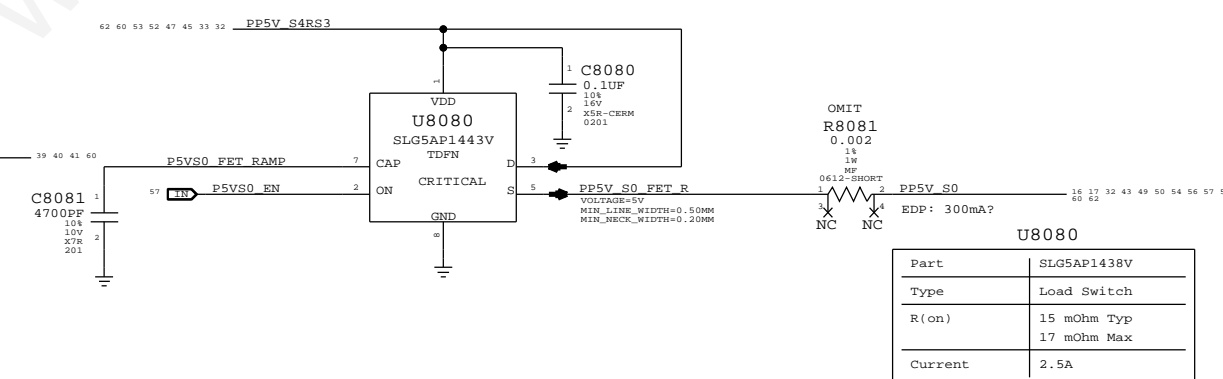 62 60 53 52 47 45 33 32 PP5V_S4RS3
1 C8080
0.1UF
10%
16V
X5R-CERM
0201
2
1
VDD
U8080
SLG5AP1443V
TDFN
CRITICAL
39 40 41 60
P5VS0_FET_RAMP 7 CAP
D 3
57 IN P5VS0_EN 2 ON
S 5 PP5V_S0_FET_R
VOLTAGE=5V
MIN_LINE_WIDTH=0.50MM
MIN_NECK_WIDTH=0.20MM
GND
8
C8081 1
4700PF
10%
10V
X7R
201
2
OMIT
R8081
0.002
1%
1W
MF
0612-SHORT
1 2 PP5V_S0
3 4
NC NC
EDP: 300mA?
16 17 32 43 49 50 54 56 57
60 62
U8080
Part SLG5AP1438V
Type Load Switch
R(on) 15 mOhm Typ
17 mOhm Max
Current 2.5A